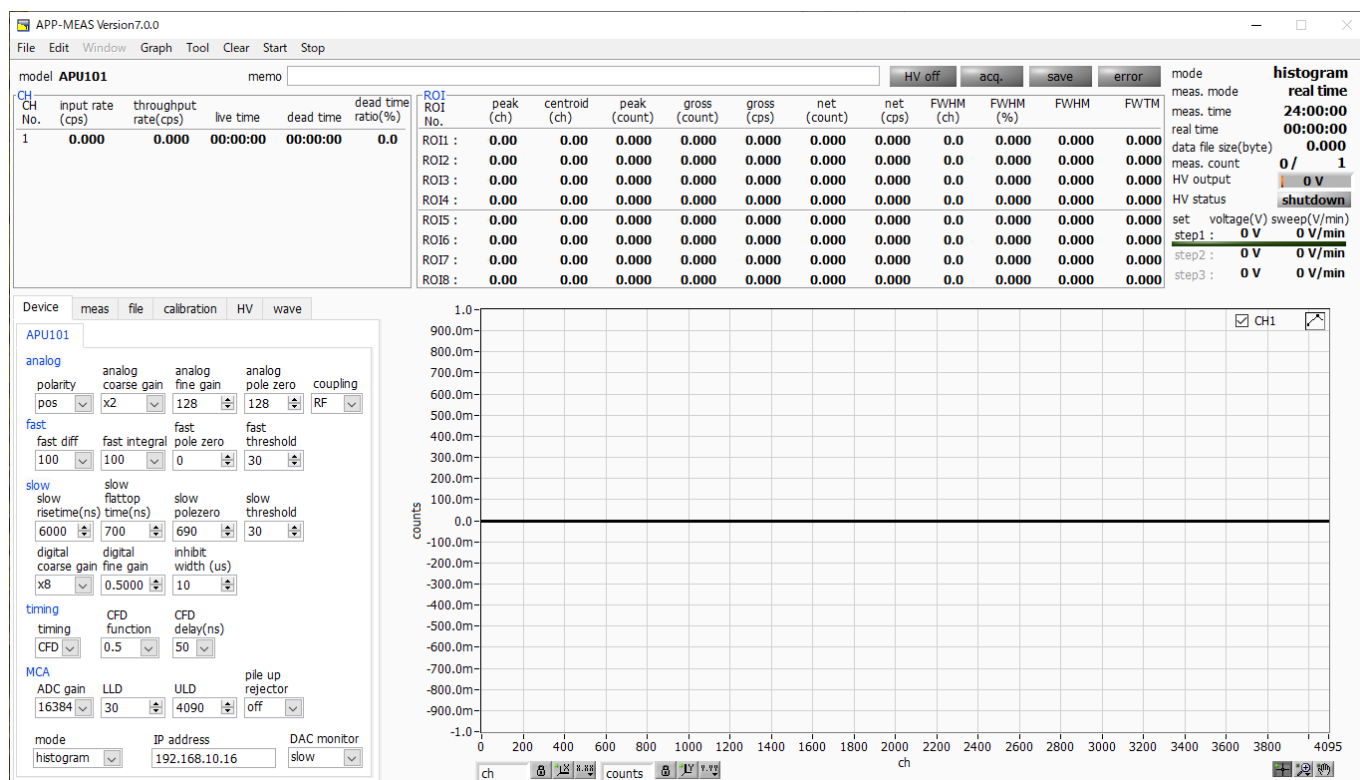 APP-MEAS Version7.0.0
File Edit Window Graph Tool Clear Start Stop
model APU101 memo HV off acq. save error
mode histogram
meas. mode real time
meas. time 24:00:00
real time 00:00:00
data file size(byte) 0.000
meas. count 0 / 1
HV output 0 V
HV status shutdown
set voltage(V) sweep(V/min)
step1 : 0 V 0 V/min
step2 : 0 V 0 V/min
step3 : 0 V 0 V/min
CH
CH No. input rate (cps) throughput rate(cps) live time dead time dead time ratio(%)
1 0.000 0.000 00:00:00 00:00:00 0.0
ROI
ROI No. peak (ch) centroid (ch) peak (count) gross (count) gross (cps) net (count) net (cps) FWHM (ch) FWHM (%) FWHM FWTM
ROI1 : 0.00 0.00 0.000 0.000 0.000 0.000 0.000 0.0 0.000 0.000 0.000
ROI2 : 0.00 0.00 0.000 0.000 0.000 0.000 0.000 0.0 0.000 0.000 0.000
ROI3 : 0.00 0.00 0.000 0.000 0.000 0.000 0.000 0.0 0.000 0.000 0.000
ROI4 : 0.00 0.00 0.000 0.000 0.000 0.000 0.000 0.0 0.000 0.000 0.000
ROI5 : 0.00 0.00 0.000 0.000 0.000 0.000 0.000 0.0 0.000 0.000 0.000
ROI6 : 0.00 0.00 0.000 0.000 0.000 0.000 0.000 0.0 0.000 0.000 0.000
ROI7 : 0.00 0.00 0.000 0.000 0.000 0.000 0.000 0.0 0.000 0.000 0.000
ROI8 : 0.00 0.00 0.000 0.000 0.000 0.000 0.000 0.0 0.000 0.000 0.000
Device meas file calibration HV wave
APU101
analog
polarity analog coarse gain analog fine gain analog pole zero coupling
pos x2 128 128 RF
fast
fast diff fast integral fast pole zero fast threshold
100 100 0 30
slow
slow risetime(ns) slow flattop time(ns) slow polezero slow threshold
6000 700 690 30
digital coarse gain digital fine gain inhibit width (us)
x8 0.5000 10
timing
timing CFD function CFD delay(ns)
CFD 0.5 50
MCA
ADC gain LLD ULD pile up rejector
16384 30 4090 off
mode IP address DAC monitor
histogram 192.168.10.16 slow
CH1
counts
1.0
900.0m
800.0m
700.0m
600.0m
500.0m
400.0m
300.0m
200.0m
100.0m
0.0
-100.0m
-200.0m
-300.0m
-400.0m
-500.0m
-600.0m
-700.0m
-800.0m
-900.0m
-1.0
0 200 400 600 800 1000 1200 1400 1600 1800 2000 2200 2400 2600 2800 3000 3200 3400 3600 3800 4095
ch
ch X X.XX counts Y Y.YY